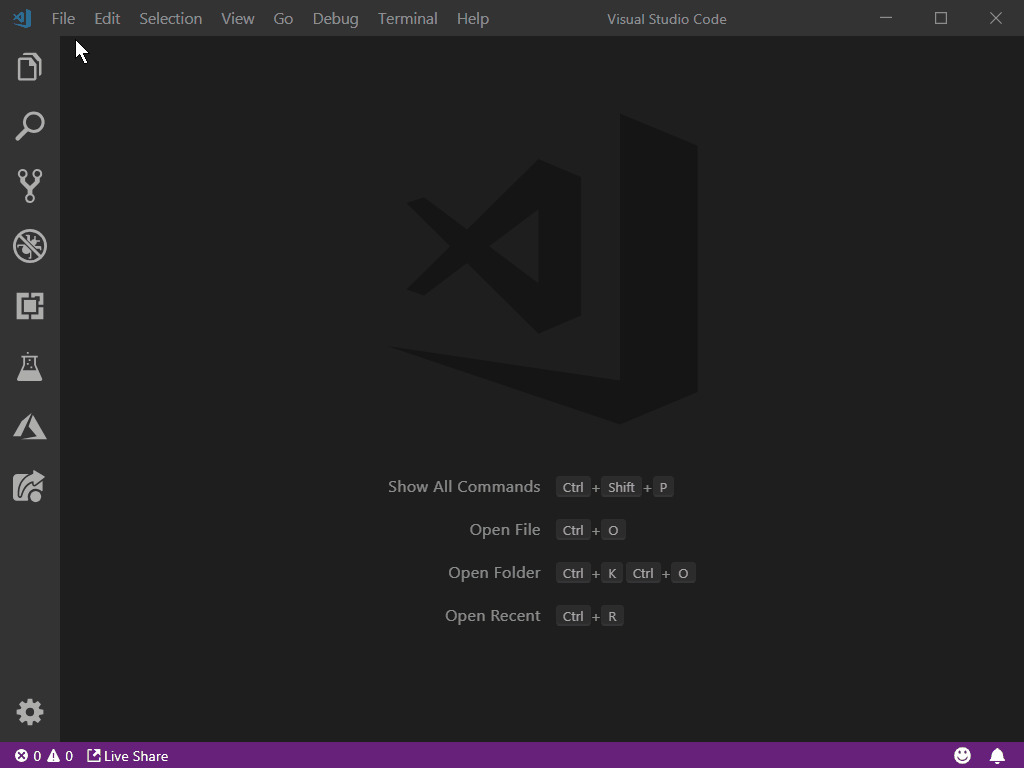 File Edit Selection View Go Debug Terminal Help Visual Studio Code
Show All Commands Ctrl + Shift + P
Open File Ctrl + O
Open Folder Ctrl + K Ctrl + O
Open Recent Ctrl + R
0 0 Live Share